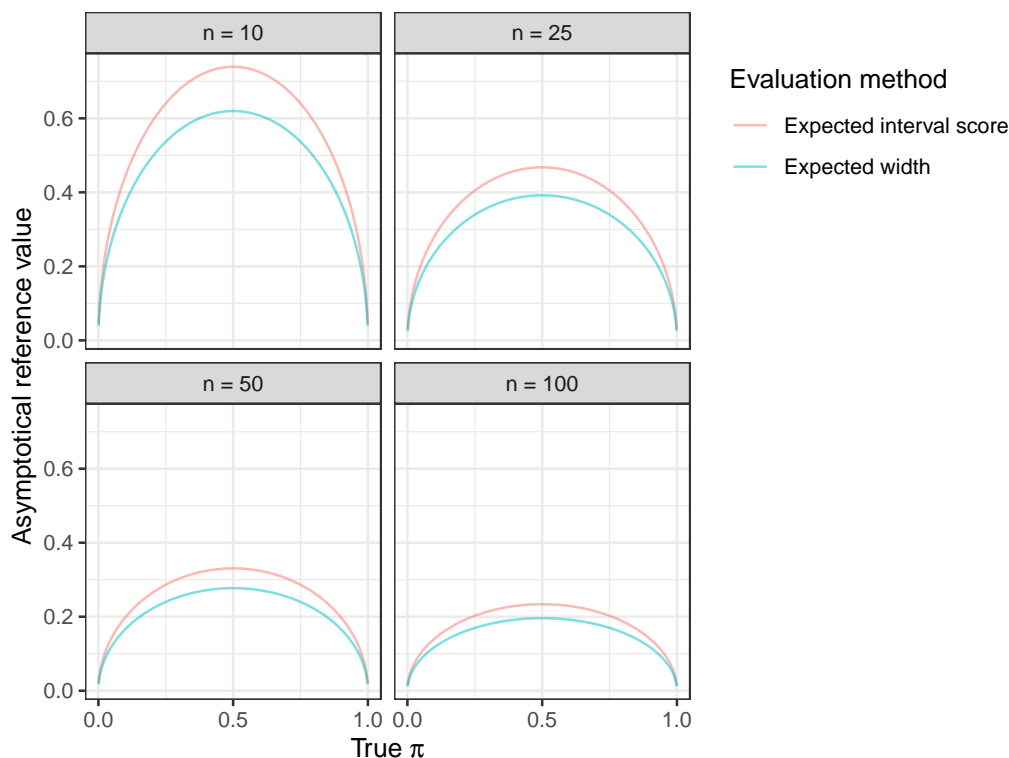 n = 10
n = 25
0.6
0.4
0.2
0.0
n = 50
n = 100
0.6
0.4
0.2
0.0
0.0 0.5 1.0 0.0 0.5 1.0
True π
Asymptotical reference value
Evaluation method
Expected interval score
Expected width